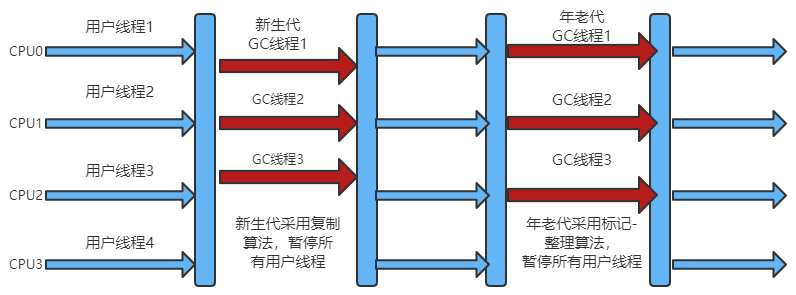 用户线程1
CPU0
用户线程2
CPU1
用户线程3
CPU2
用户线程4
CPU3
新生代
GC线程1
GC线程2
GC线程3
新生代采用复制
算法，暂停所
有用户线程
年老代
GC线程1
GC线程2
GC线程3
年老代采用标记-
整理算法，
暂停所有用户线程